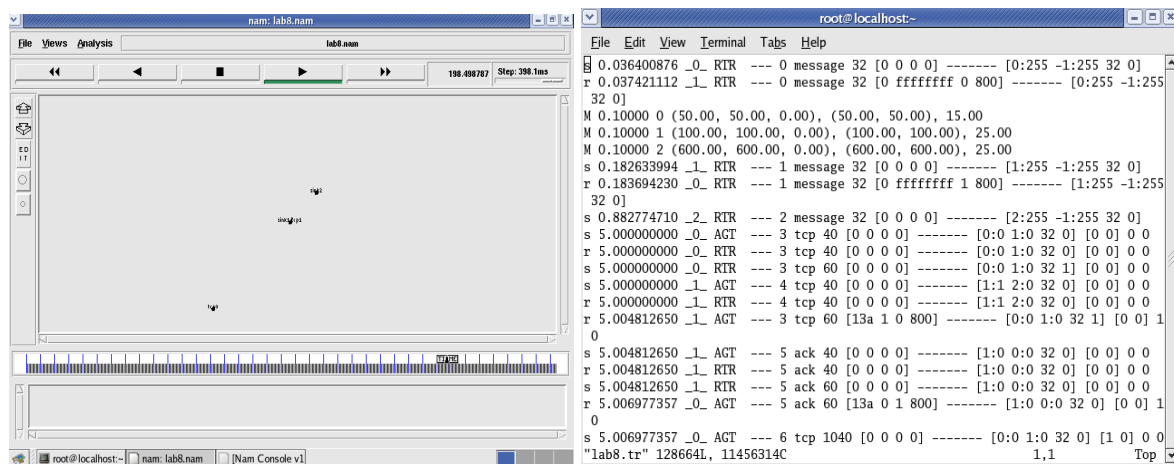 nam: lab8.nam
File Views Analysis lab8.nam
198.498787 Step: 398.1ms
ED
IT
sink2
sink1tcp1
tcp0
TIME
root@localhost:~ nam: lab8.nam [Nam Console v1
root@localhost:~
File Edit View Terminal Tabs Help
s 0.036400876 _0_ RTR --- 0 message 32 [0 0 0 0] ------- [0:255 -1:255 32 0]
r 0.037421112 _1_ RTR --- 0 message 32 [0 ffffffff 0 800] ------- [0:255 -1:255
32 0]
M 0.10000 0 (50.00, 50.00, 0.00), (50.00, 50.00), 15.00
M 0.10000 1 (100.00, 100.00, 0.00), (100.00, 100.00), 25.00
M 0.10000 2 (600.00, 600.00, 0.00), (600.00, 600.00), 25.00
s 0.182633994 _1_ RTR --- 1 message 32 [0 0 0 0] ------- [1:255 -1:255 32 0]
r 0.183694230 _0_ RTR --- 1 message 32 [0 ffffffff 1 800] ------- [1:255 -1:255
32 0]
s 0.882774710 _2_ RTR --- 2 message 32 [0 0 0 0] ------- [2:255 -1:255 32 0]
s 5.000000000 _0_ AGT --- 3 tcp 40 [0 0 0 0] ------- [0:0 1:0 32 0] [0 0] 0 0
r 5.000000000 _0_ RTR --- 3 tcp 40 [0 0 0 0] ------- [0:0 1:0 32 0] [0 0] 0 0
s 5.000000000 _0_ RTR --- 3 tcp 60 [0 0 0 0] ------- [0:0 1:0 32 1] [0 0] 0 0
s 5.000000000 _1_ AGT --- 4 tcp 40 [0 0 0 0] ------- [1:1 2:0 32 0] [0 0] 0 0
r 5.000000000 _1_ RTR --- 4 tcp 40 [0 0 0 0] ------- [1:1 2:0 32 0] [0 0] 0 0
r 5.004812650 _1_ AGT --- 3 tcp 60 [13a 1 0 800] ------- [0:0 1:0 32 1] [0 0] 1
0
s 5.004812650 _1_ AGT --- 5 ack 40 [0 0 0 0] ------- [1:0 0:0 32 0] [0 0] 0 0
r 5.004812650 _1_ RTR --- 5 ack 40 [0 0 0 0] ------- [1:0 0:0 32 0] [0 0] 0 0
s 5.004812650 _1_ RTR --- 5 ack 60 [0 0 0 0] ------- [1:0 0:0 32 0] [0 0] 0 0
r 5.006977357 _0_ AGT --- 5 ack 60 [13a 0 1 800] ------- [1:0 0:0 32 0] [0 0] 1
0
s 5.006977357 _0_ AGT --- 6 tcp 1040 [0 0 0 0] ------- [0:0 1:0 32 0] [1 0] 0 0
"lab8.tr" 128664L, 11456314C 1,1 Top